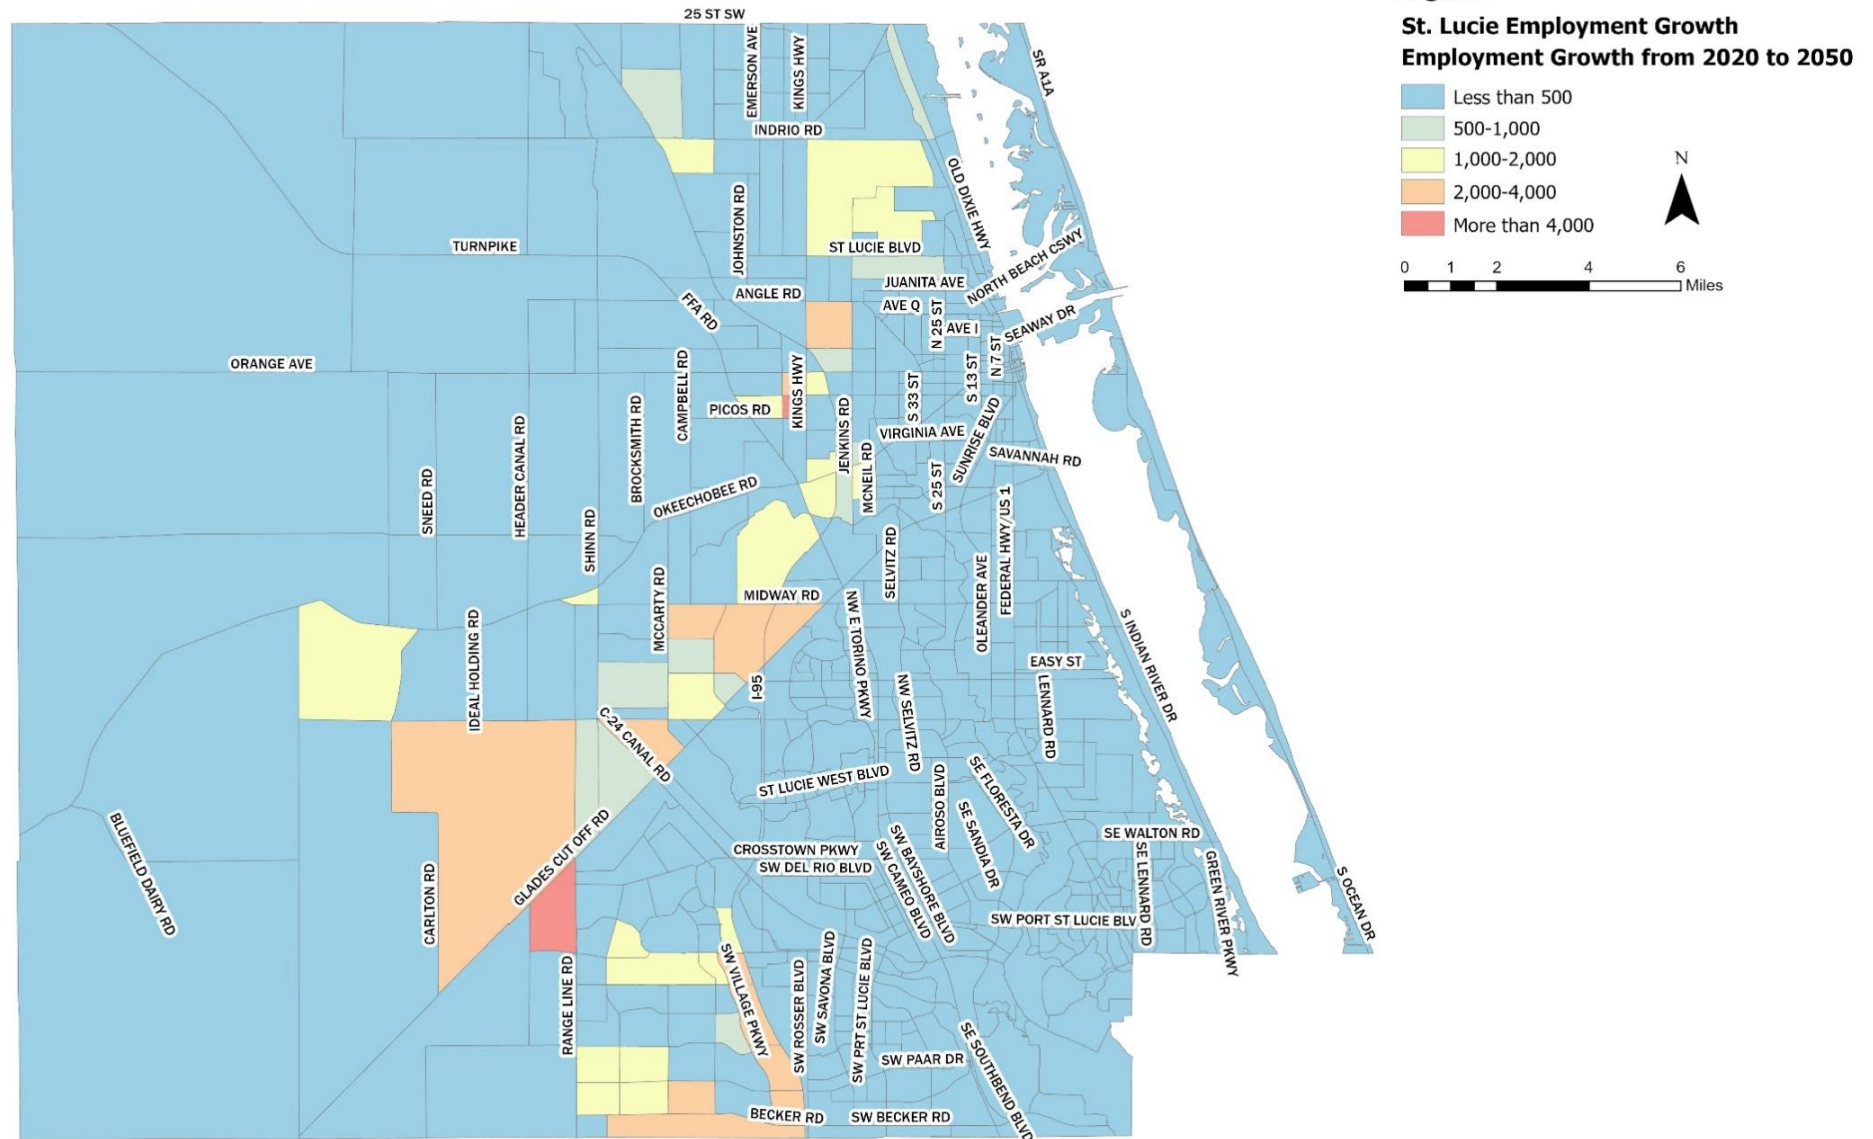 25 ST SW
St. Lucie Employment Growth
Employment Growth from 2020 to 2050
Less than 500
500-1,000
1,000-2,000
2,000-4,000
More than 4,000
N
0 1 2 4 6
Miles
EMERSON AVE
KINGS HWY
SR A1A
INDRIO RD
OLD DIXIE HWY
JOHNSTON RD
TURNPIKE
ST LUCIE BLVD
NORTH BEACH CSWY
JUANITA AVE
ANGLE RD
FFA RD
AVE Q
N 25 ST
AVE I
SEAWAY DR
N 7 ST
ORANGE AVE
CAMPBELL RD
KINGS HWY
S 13 ST
S 33 ST
PICOS RD
BROCKSMITH RD
JENKINS RD
VIRGINIA AVE
SUNRISE BLVD
SAVANNAH RD
HEADER CANAL RD
MCNEIL RD
S 25 ST
SNEED RD
OKEECHOBEE RD
SHINN RD
SELVITZ RD
OLEANDER AVE
FEDERAL HWY/US 1
MCCARTY RD
MIDWAY RD
NW E TORINO PKWY
S INDIAN RIVER DR
IDEAL HOLDING RD
EASY ST
I-95
NW SELVITZ RD
LENNARD RD
C-24 CANAL RD
ST LUCIE WEST BLVD
AIROSO BLVD
SE FLORESTA DR
BLUEFIELD DAIRY RD
GLADES CUT OFF RD
CROSSTOWN PKWY
SW DEL RIO BLVD
SW CAMEO BLVD
SW BAYSHORE BLVD
SE SANDIA DR
SE WALTON RD
SE LENNARD RD
GREEN RIVER PKWY
S OCEAN DR
CARLTON RD
SW PORT ST LUCIE BLV
RANGE LINE RD
SW VILLAGE PKWY
SW ROSSER BLVD
SW SAVONA BLVD
SW PRT ST LUCIE BLVD
SW PAAR DR
SE SOUTHBEND BLVD
BECKER RD
SW BECKER RD